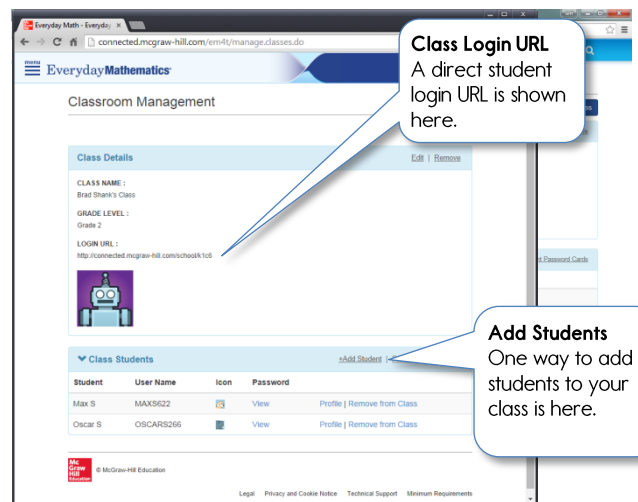 Everyday Math - Everyday
connected.mcgraw-hill.com/em4t/manage.classes.do
menu
EverydayMathematics
Class Login URL
A direct student
login URL is shown
here.
Classroom Management
Class Details
Edit | Remove
CLASS NAME :
Brad Shank's Class
GRADE LEVEL :
Grade 2
LOGIN URL :
http://connected.mcgraw-hill.com/school/k1c6
Password Cards
Add Students
One way to add
students to your
class is here.
Class Students
+Add Student |
Student User Name Icon Password
Max S MAXS622 View Profile | Remove from Class
Oscar S OSCARS266 View Profile | Remove from Class
Mc
Graw
Hill
Education
© McGraw-Hill Education
Legal Privacy and Cookie Notice Technical Support Minimum Requirements